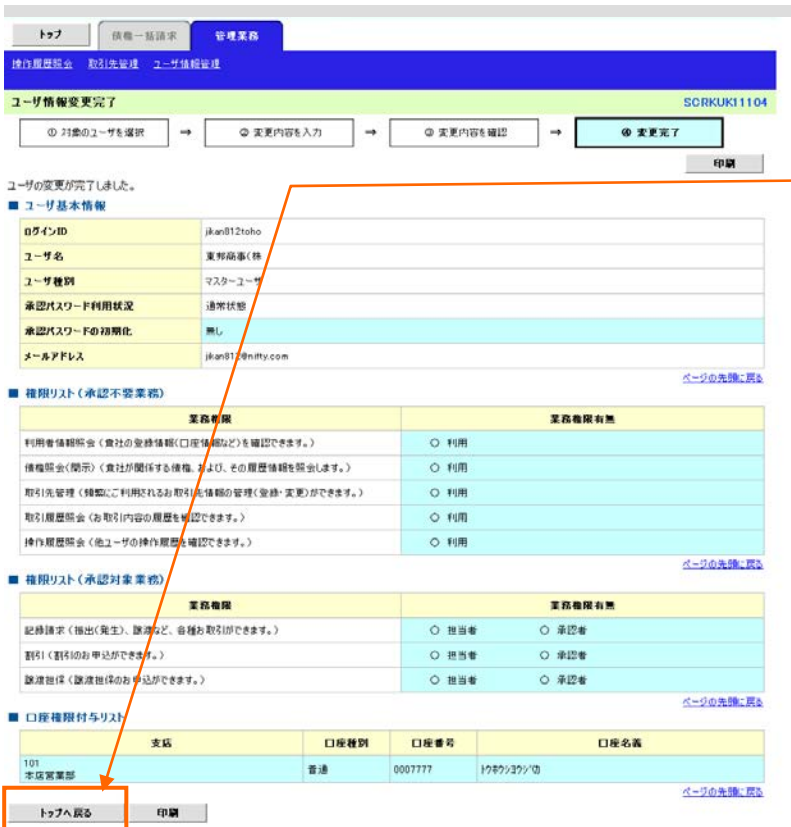 トップ 債権一括請求 管理業務
操作履歴照会 取引先管理 ユーザ情報管理
ユーザ情報変更完了 SCRKUK11104
① 対象のユーザを選択 → ② 変更内容を入力 → ③ 変更内容を確認 → ④ 変更完了
印刷
ユーザの変更が完了しました。
■ ユーザ基本情報
ログインID jikan812toho
ユーザ名 東邦商事(株
ユーザ種別 マスターユーザ
承認パスワード利用状況 通常状態
承認パスワードの初期化 無し
メールアドレス jikan812@nifty.com
ページの先頭に戻る
■ 権限リスト(承認不要業務)
業務権限 業務権限有無
利用者情報照会(貴社の登録情報(口座情報など)を確認できます。) ○ 利用
債権照会(開示)(貴社が関係する債権、および、その履歴情報を照会します。) ○ 利用
取引先管理(頻繁にご利用されるお取引先情報の管理(登録・変更)ができます。) ○ 利用
取引履歴照会(お取引内容の履歴を確認できます。) ○ 利用
操作履歴照会(他ユーザの操作履歴を確認できます。) ○ 利用
ページの先頭に戻る
■ 権限リスト(承認対象業務)
業務権限 業務権限有無
記録請求(振出(発生)、譲渡など、各種お取引ができます。) ○ 担当者 ○ 承認者
割引(割引のお申込ができます。) ○ 担当者 ○ 承認者
譲渡担保(譲渡担保のお申込ができます。) ○ 担当者 ○ 承認者
ページの先頭に戻る
■ 口座権限付与リスト
支店 口座種別 口座番号 口座名義
101
本店営業部 普通 0007777 トウホウシヨウジ(カ
ページの先頭に戻る
トップへ戻る 印刷